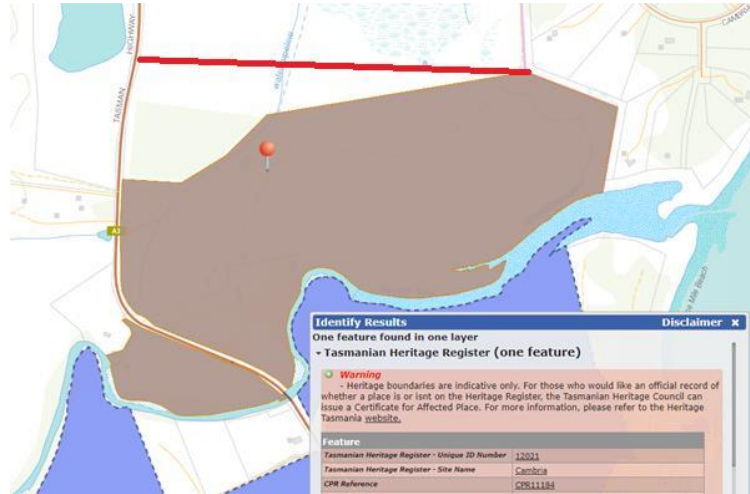 HIGHWAY
TASMAN
A3
Mile Beach
Identify Results
Disclaimer x
One feature found in one layer
Tasmanian Heritage Register (one feature)
Warning
- Heritage boundaries are indicative only. For those who would like an official record of
whether a place is or isnt on the Heritage Register, the Tasmanian Heritage Council can
issue a Certificate for Affected Place. For more information, please refer to the Heritage
Tasmania website.
Feature
Tasmanian Heritage Register - Unique ID Number 12021
Tasmanian Heritage Register - Site Name Cambria
CPR Reference CPR11184